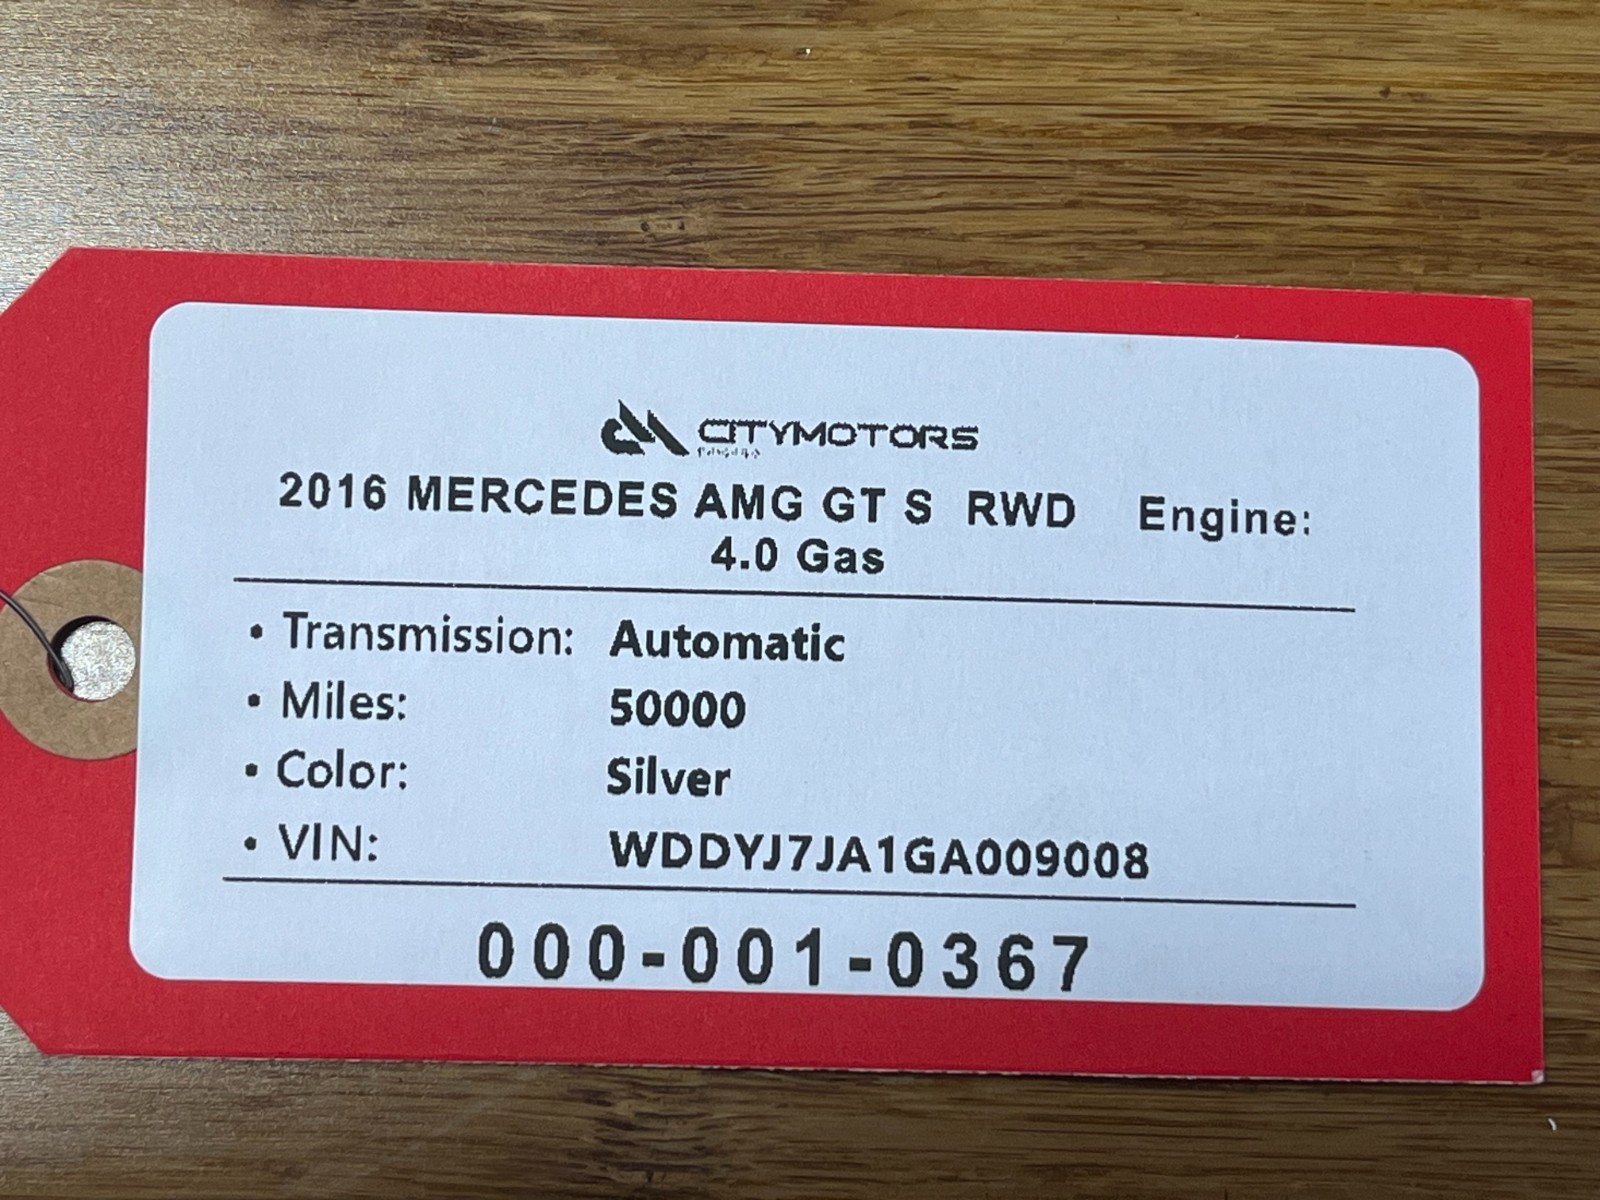 CITYMOTORS
2016 MERCEDES AMG GT S RWD Engine:
4.0 Gas
• Transmission: Automatic
• Miles: 50000
• Color: Silver
• VIN: WDDYJ7JA1GA009008
000-001-0367